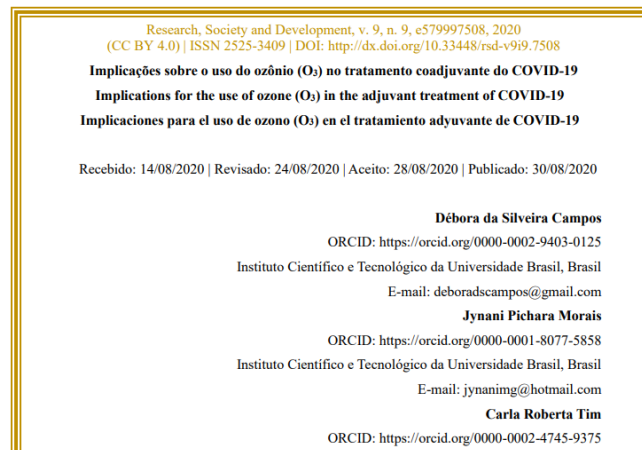 Research, Society and Development, v. 9, n. 9, e579997508, 2020
(CC BY 4.0) | ISSN 2525-3409 | DOI: http://dx.doi.org/10.33448/rsd-v9i9.7508
Implicações sobre o uso do ozônio (O₃) no tratamento coadjuvante do COVID-19
Implications for the use of ozone (O₃) in the adjuvant treatment of COVID-19
Implicaciones para el uso de ozono (O₃) en el tratamiento adyuvante de COVID-19
Recebido: 14/08/2020 | Revisado: 24/08/2020 | Aceito: 28/08/2020 | Publicado: 30/08/2020
Débora da Silveira Campos
ORCID: https://orcid.org/0000-0002-9403-0125
Instituto Científico e Tecnológico da Universidade Brasil, Brasil
E-mail: deboradscampos@gmail.com
Jynani Pichara Morais
ORCID: https://orcid.org/0000-0001-8077-5858
Instituto Científico e Tecnológico da Universidade Brasil, Brasil
E-mail: jynanimg@hotmail.com
Carla Roberta Tim
ORCID: https://orcid.org/0000-0002-4745-9375